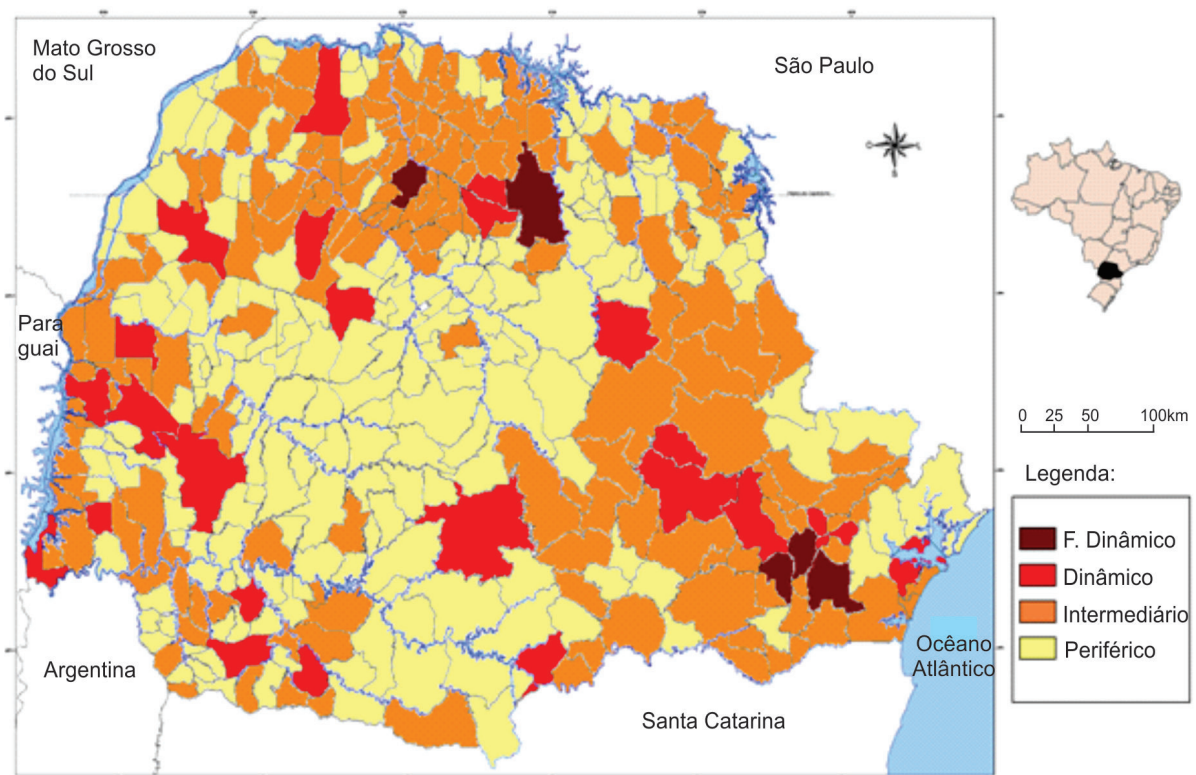 Mato Grosso
do Sul
São Paulo
Para
guai
Argentina
Santa Catarina
Ocêano
Atlântico
0 25 50 100km
Legenda:
F. Dinâmico
Dinâmico
Intermediário
Periférico